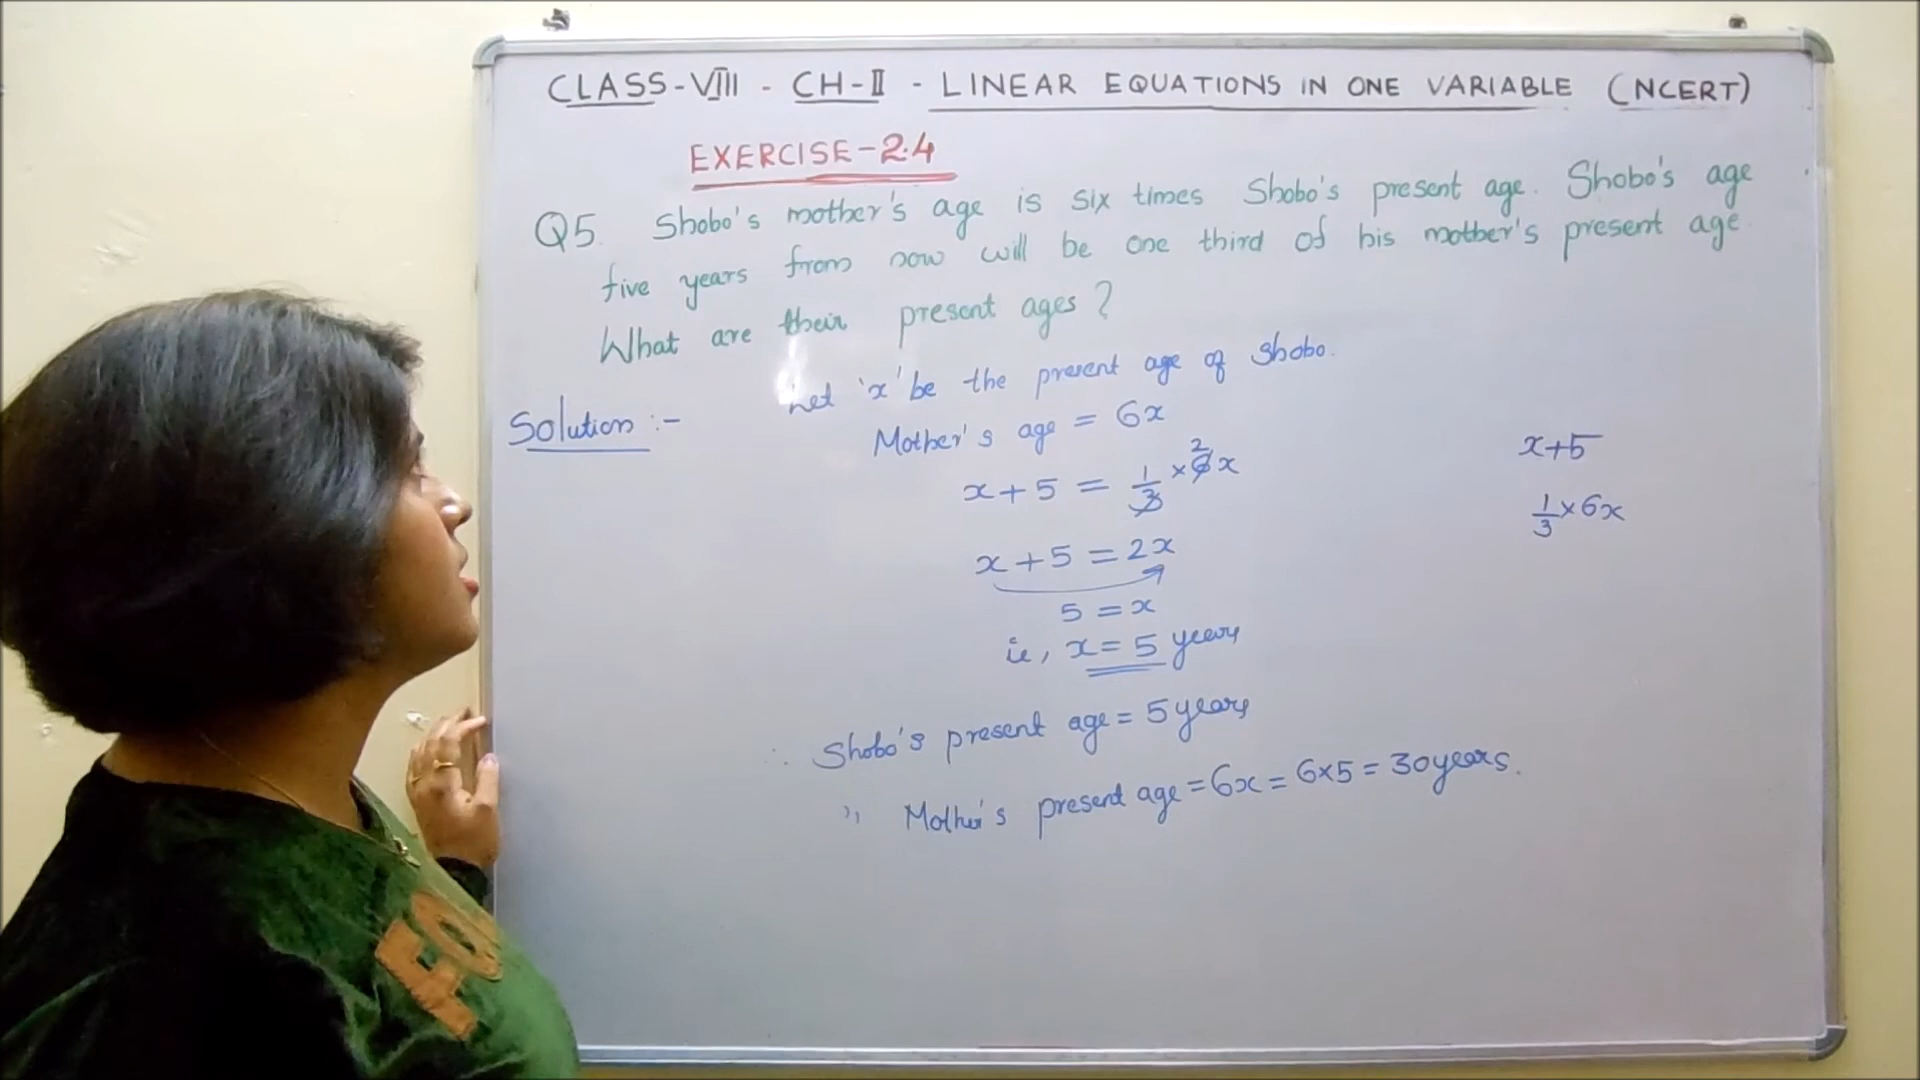 CLASS-VIII - CH-II - LINEAR EQUATIONS IN ONE VARIABLE (NCERT)
EXERCISE-2.4
Q5. Shobo's mother's age is six times Shobo's present age. Shobo's age
five years from now will be one third of his mother's present age.
What are their present ages?
Let 'x' be the present age of Shobo.
Solution :-
Mother's age = 6x
x+5 = 1/3 × 6x 2
x+5
1/3 × 6x
x+5 = 2x
5 = x
ie, x = 5 years
∴ Shobo's present age = 5 years
,, Mother's present age = 6x = 6×5 = 30 years.
FO